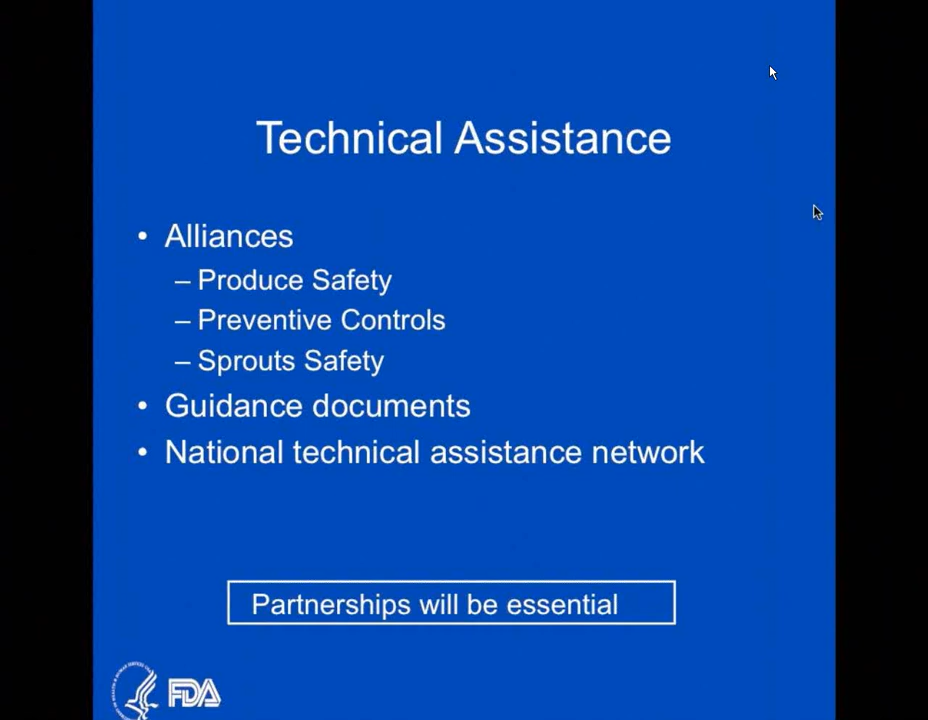 Technical Assistance
• Alliances
– Produce Safety
– Preventive Controls
– Sprouts Safety
• Guidance documents
• National technical assistance network
Partnerships will be essential
FDA